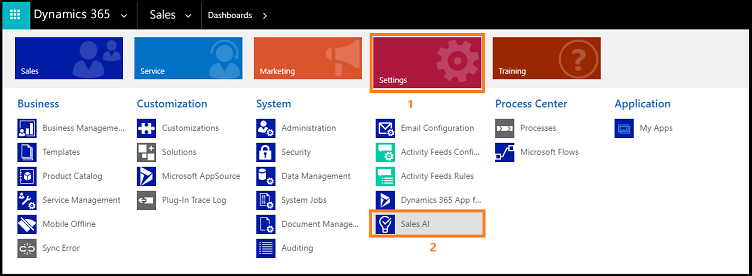 Dynamics 365 Sales Dashboards
Sales Service Marketing Settings Training
1
Business Customization System Process Center Application
Business Manageme... Customizations Administration Email Configuration Processes My Apps
Templates Solutions Security Activity Feeds Confi... Microsoft Flows
Product Catalog Microsoft AppSource Data Management Activity Feeds Rules
Service Management Plug-In Trace Log System Jobs Dynamics 365 App f...
Mobile Offline Document Manage... Sales AI
Sync Error Auditing 2